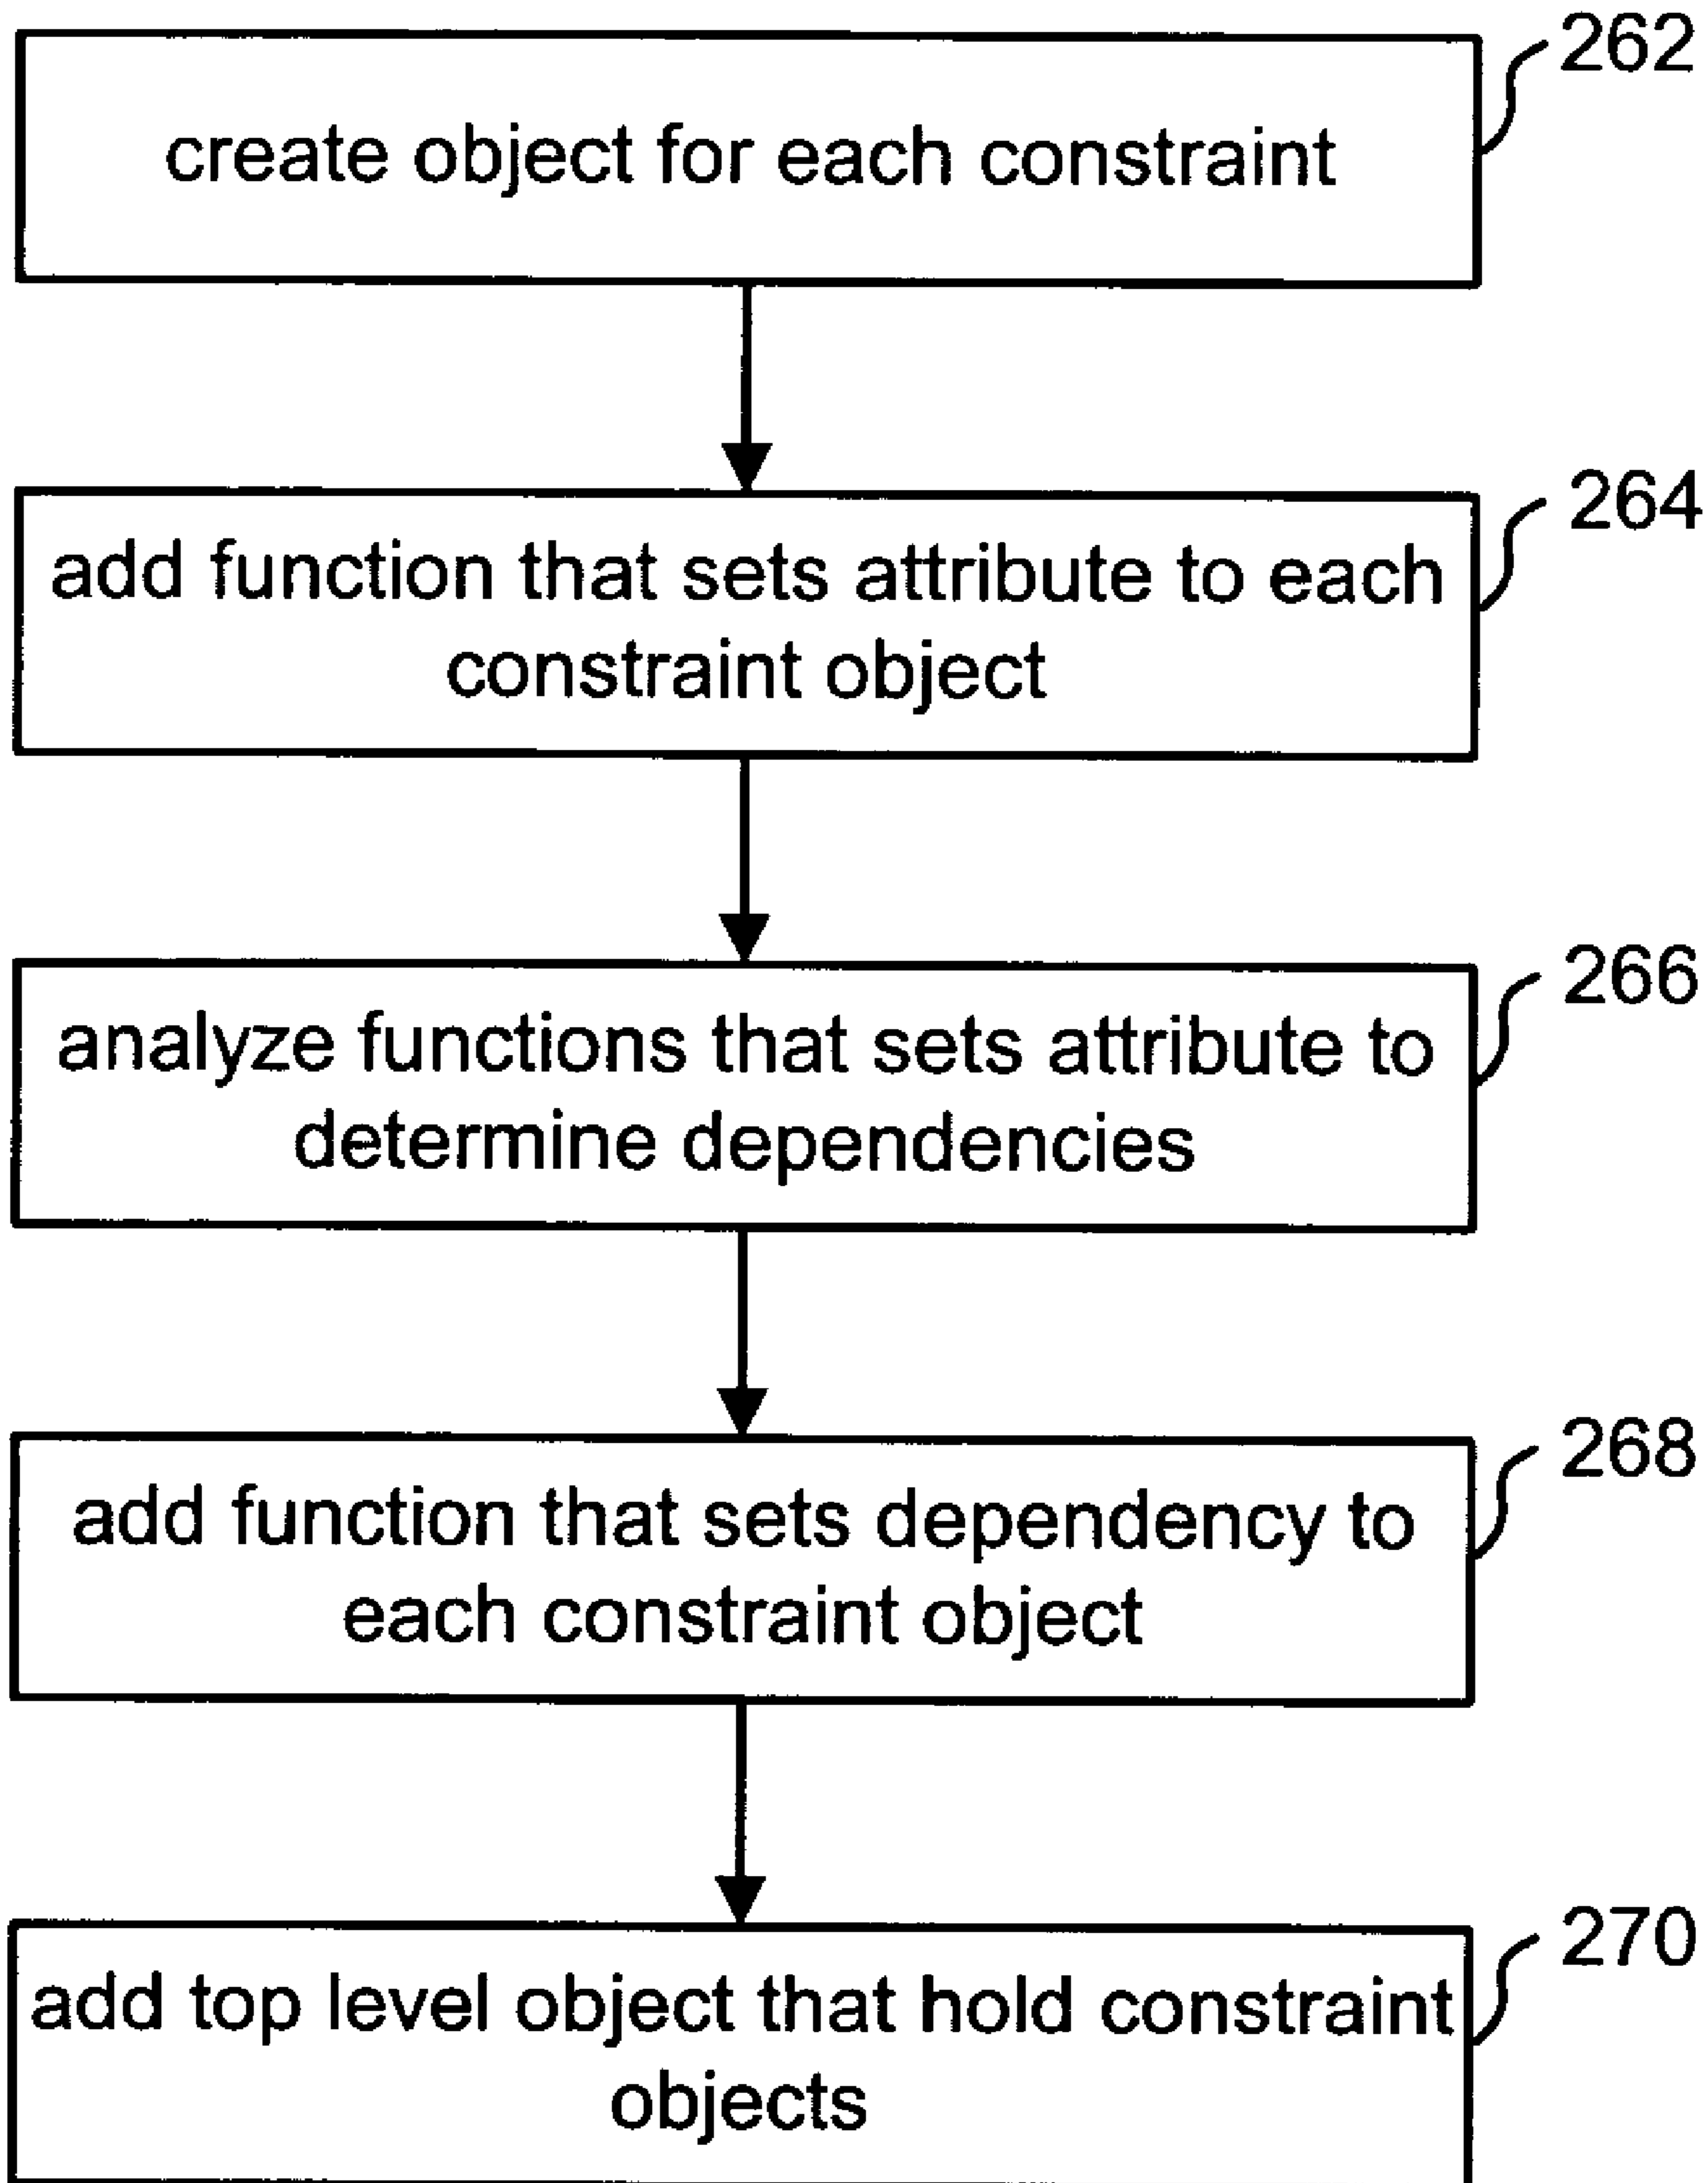 262
create object for each constraint
264
add function that sets attribute to each
constraint object
266
analyze functions that sets attribute to
determine dependencies
268
add function that sets dependency to
each constraint object
270
add top level object that hold constraint
objects